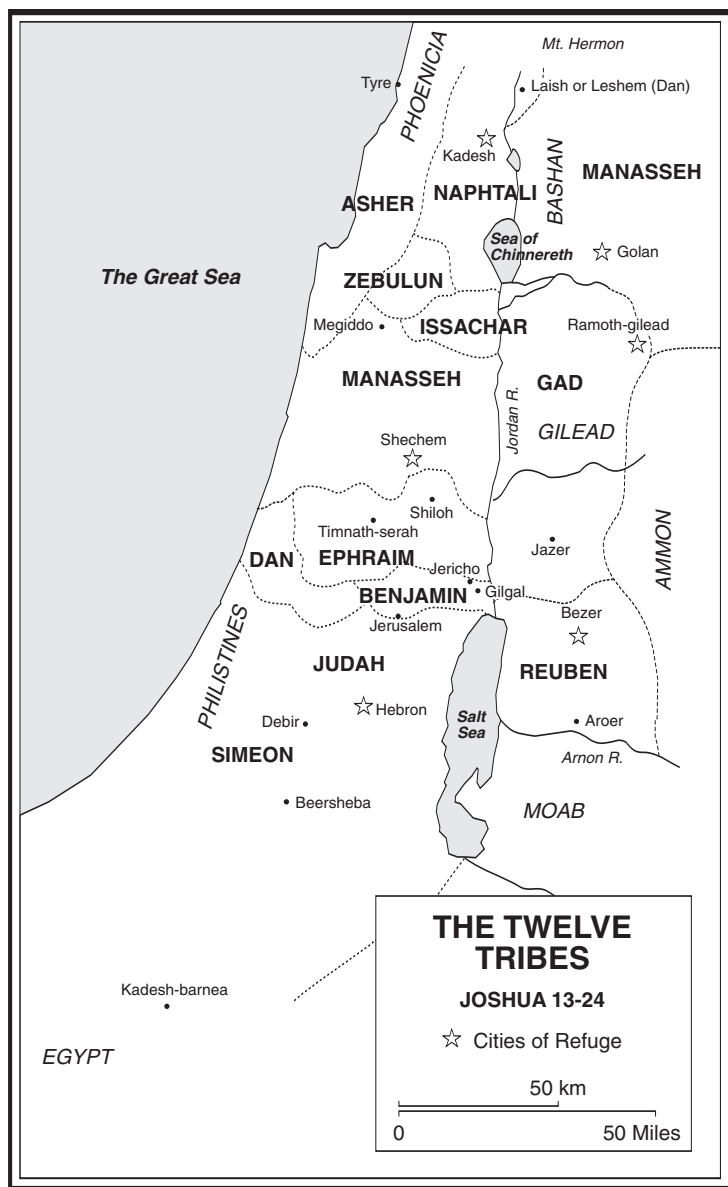 Mt. Hermon
PHOENICIA
Tyre
Laish or Leshem (Dan)
Kadesh
BASHAN
MANASSEH
NAPHTALI
ASHER
Sea of
Chinnereth
Golan
The Great Sea
ZEBULUN
Megiddo
ISSACHAR
Ramoth-gilead
MANASSEH
GAD
Jordan R.
GILEAD
Shechem
Shiloh
Timnath-serah
Jazer
AMMON
DAN
EPHRAIM
Jericho
BENJAMIN
Gilgal
Bezer
Jerusalem
PHILISTINES
JUDAH
REUBEN
Hebron
Salt
Sea
Debir
Aroer
SIMEON
Arnon R.
Beersheba
MOAB
THE TWELVE
TRIBES
JOSHUA 13-24
Cities of Refuge
Kadesh-barnea
EGYPT
50 km
0
50 Miles